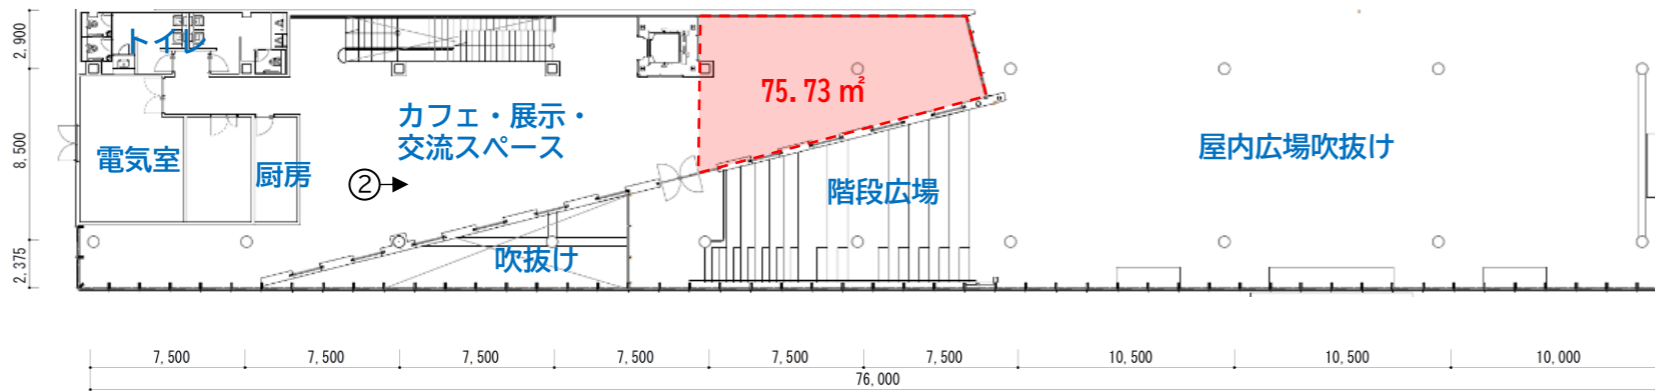 2,900
8,500
2,375
トイレ
電気室
厨房
カフェ・展示・
交流スペース
②
吹抜け
75.73㎡
階段広場
屋内広場吹抜け
7,500
7,500
7,500
7,500
7,500
7,500
10,500
10,500
10,000
76,000